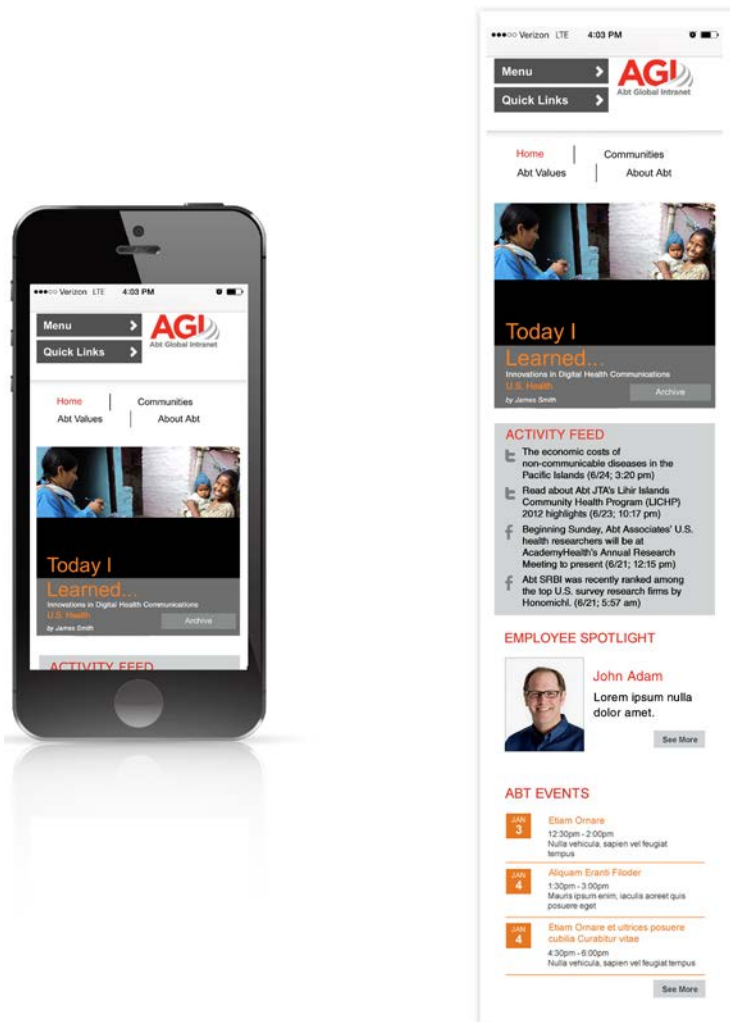 Verizon LTE 4:03 PM
Menu
AGI
Abt Global Intranet
Quick Links
Home
Communities
Abt Values
About Abt
Today I
Learned...
Innovations in Digital Health Communications
U.S. Health
Archive
by James Smith
ACTIVITY FEED
Verizon LTE 4:03 PM
Menu
AGI
Abt Global Intranet
Quick Links
Home
Communities
Abt Values
About Abt
Today I
Learned...
Innovations in Digital Health Communications
U.S. Health
Archive
by James Smith
ACTIVITY FEED
The economic costs of
non-communicable diseases in the
Pacific Islands (6/24; 3:20 pm)
Read about Abt JTA's Lihir Islands
Community Health Program (LICHP)
2012 highlights (6/23; 10:17 pm)
Beginning Sunday, Abt Associates' U.S.
health researchers will be at
AcademyHealth's Annual Research
Meeting to present (6/21; 12:15 pm)
Abt SRBI was recently ranked among
the top U.S. survey research firms by
Honomichl. (6/21; 5:57 am)
EMPLOYEE SPOTLIGHT
John Adam
Lorem ipsum nulla
dolor amet.
See More
ABT EVENTS
JAN
3
Etiam Ornare
12:30pm - 2:00pm
Nulla vehicula, sapien vel feugiat
tempus
JAN
4
Aliquam Eranti Filoder
1:30pm - 3:00pm
Mauris ipsum enim, iaculis aoreet quis
posuere eget
JAN
4
Etiam Ornare et ultrices posuere
cubilia Curabitur vitae
4:30pm - 6:00pm
Nulla vehicula, sapien vel feugiat tempus
See More